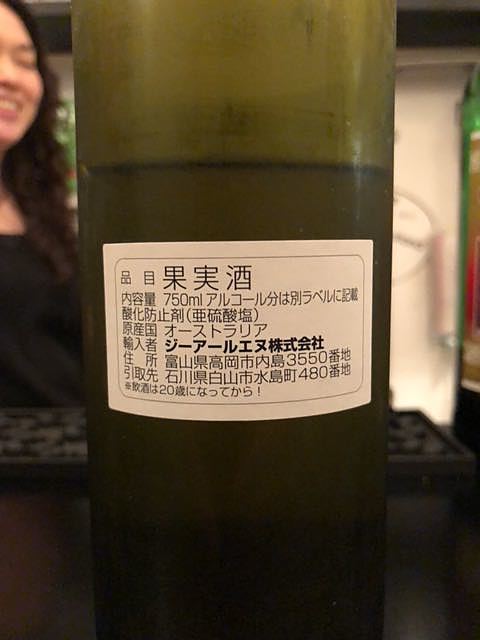 品目 果実酒
内容量 750ml アルコール分は別ラベルに記載
酸化防止剤(亜硫酸塩)
原産国 オーストラリア
輸入者 ジーアールエヌ株式会社
住所 富山県高岡市内島3550番地
引取先 石川県白山市水島町480番地
※飲酒は20歳になってから!